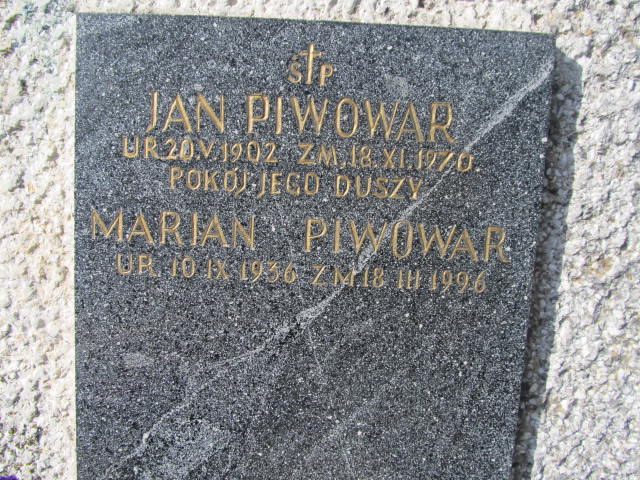 Ś†P
JAN PIWOWAR
UR.20.V.1902 ZM.18.XI.1970.
POKÓJ JEGO DUSZY
MARIAN PIWOWAR
UR. 10 IX 1936 ZM.18 III 1996